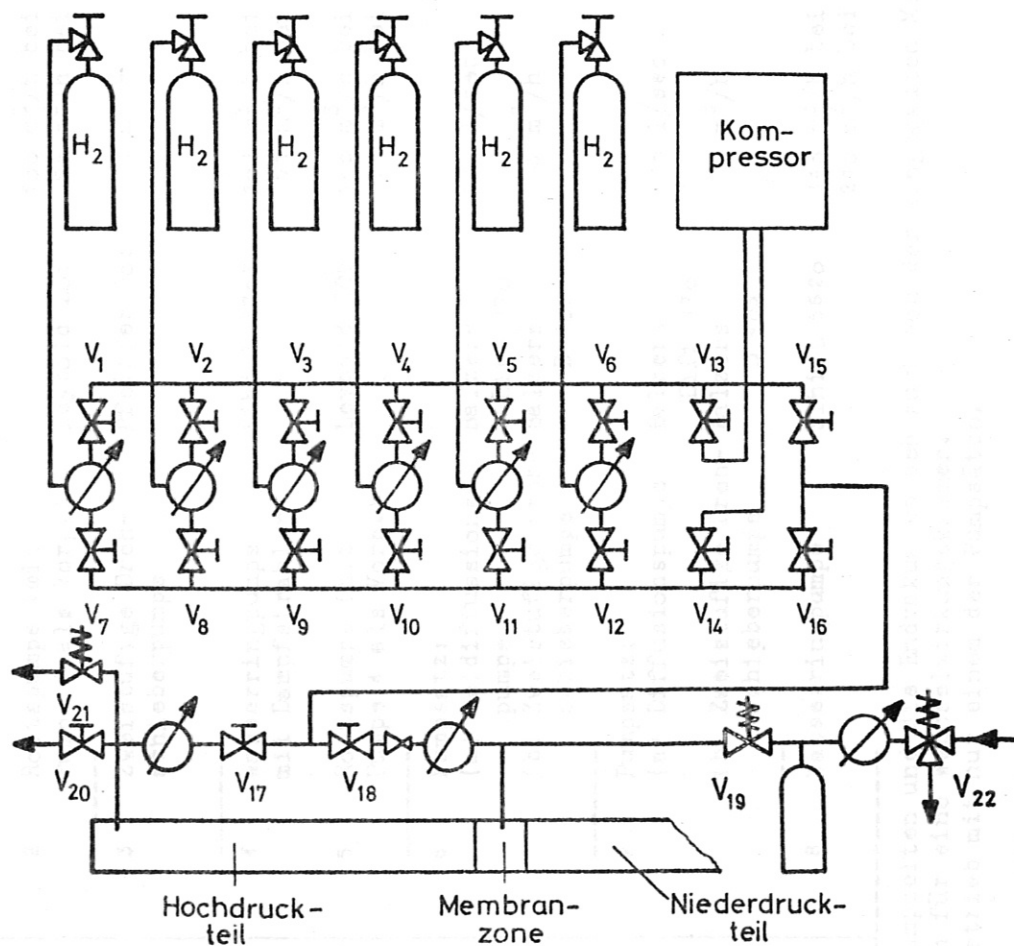 H2 H2 H2 H2 H2 H2
Kom-
pressor
V1 V2 V3 V4 V5 V6 V13 V15
V7 V8 V9 V10 V11 V12 V14 V16
V21
V20 V17 V18 V19 V22
Hochdruck-
teil
Membran-
zone
Niederdruck-
teil